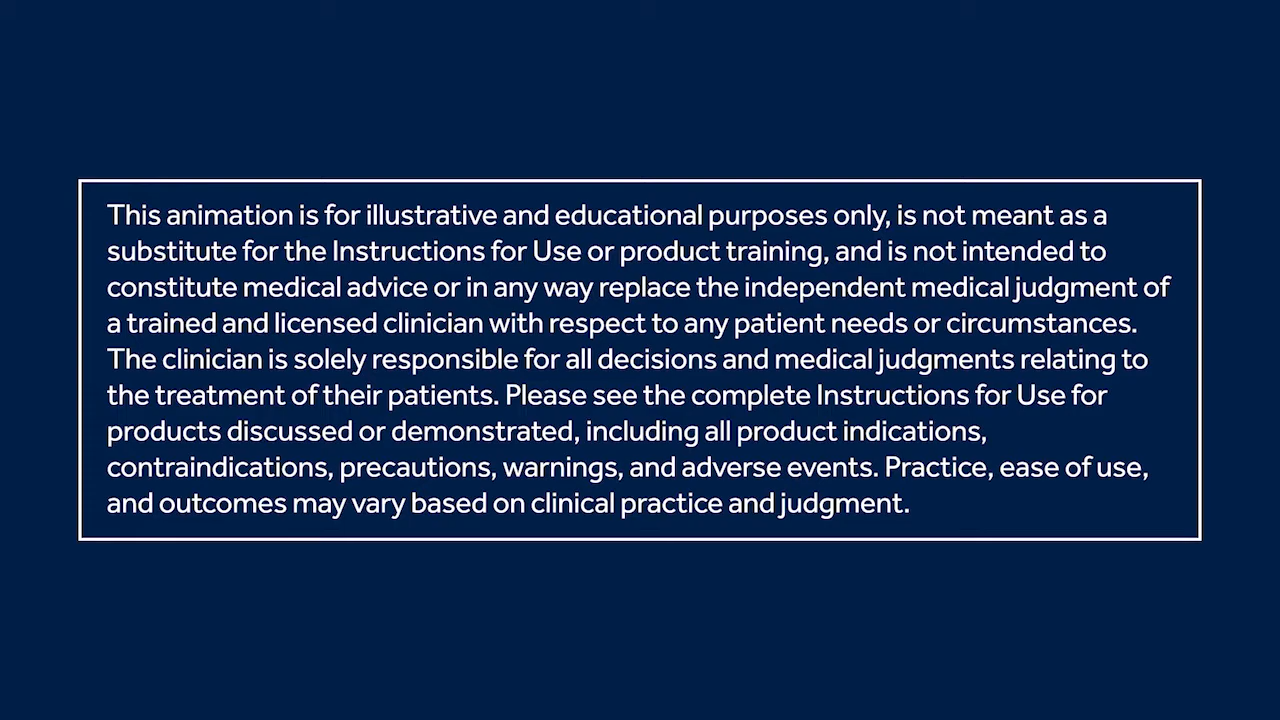 This animation is for illustrative and educational purposes only, is not meant as a
substitute for the Instructions for Use or product training, and is not intended to
constitute medical advice or in any way replace the independent medical judgment of
a trained and licensed clinician with respect to any patient needs or circumstances.
The clinician is solely responsible for all decisions and medical judgments relating to
the treatment of their patients. Please see the complete Instructions for Use for
products discussed or demonstrated, including all product indications,
contraindications, precautions, warnings, and adverse events. Practice, ease of use,
and outcomes may vary based on clinical practice and judgment.